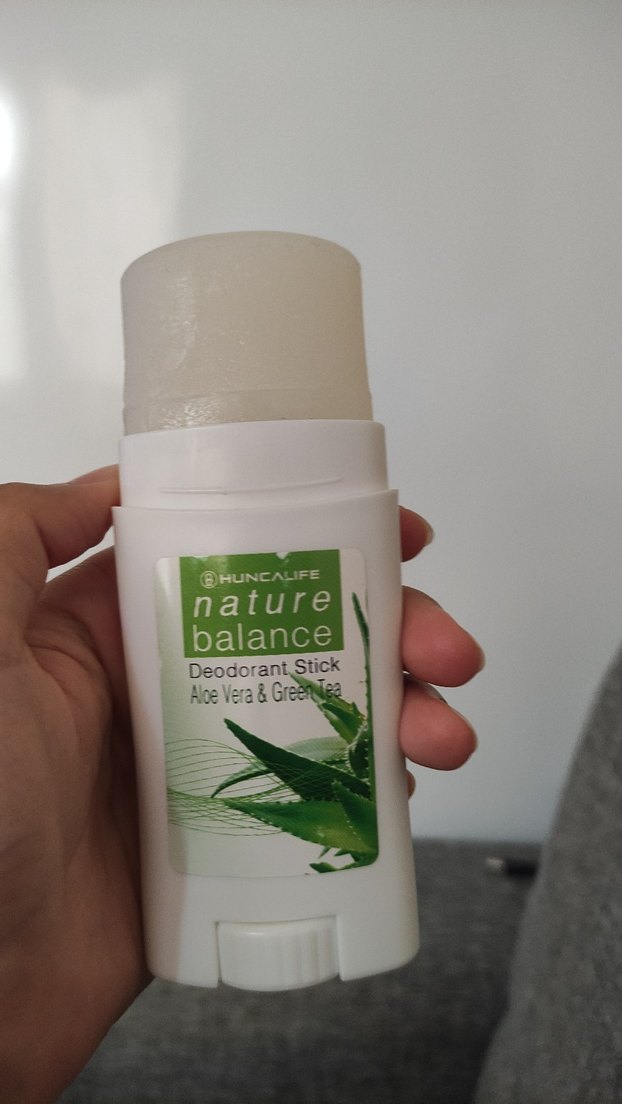 HUNCALIFE
nature
balance
Deodorant Stick
Aloe Vera & Green Tea